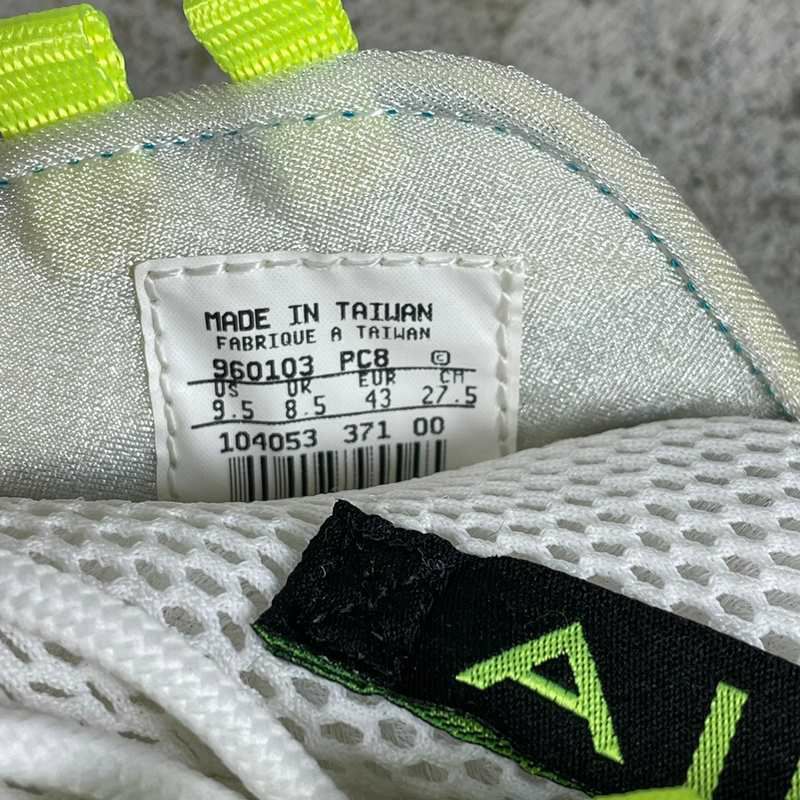 MADE IN TAIWAN
FABRIQUE A TAIWAN
960103 PC8 ©
US UK EUR CM
9.5 8.5 43 27.5
104053 371 00
AI